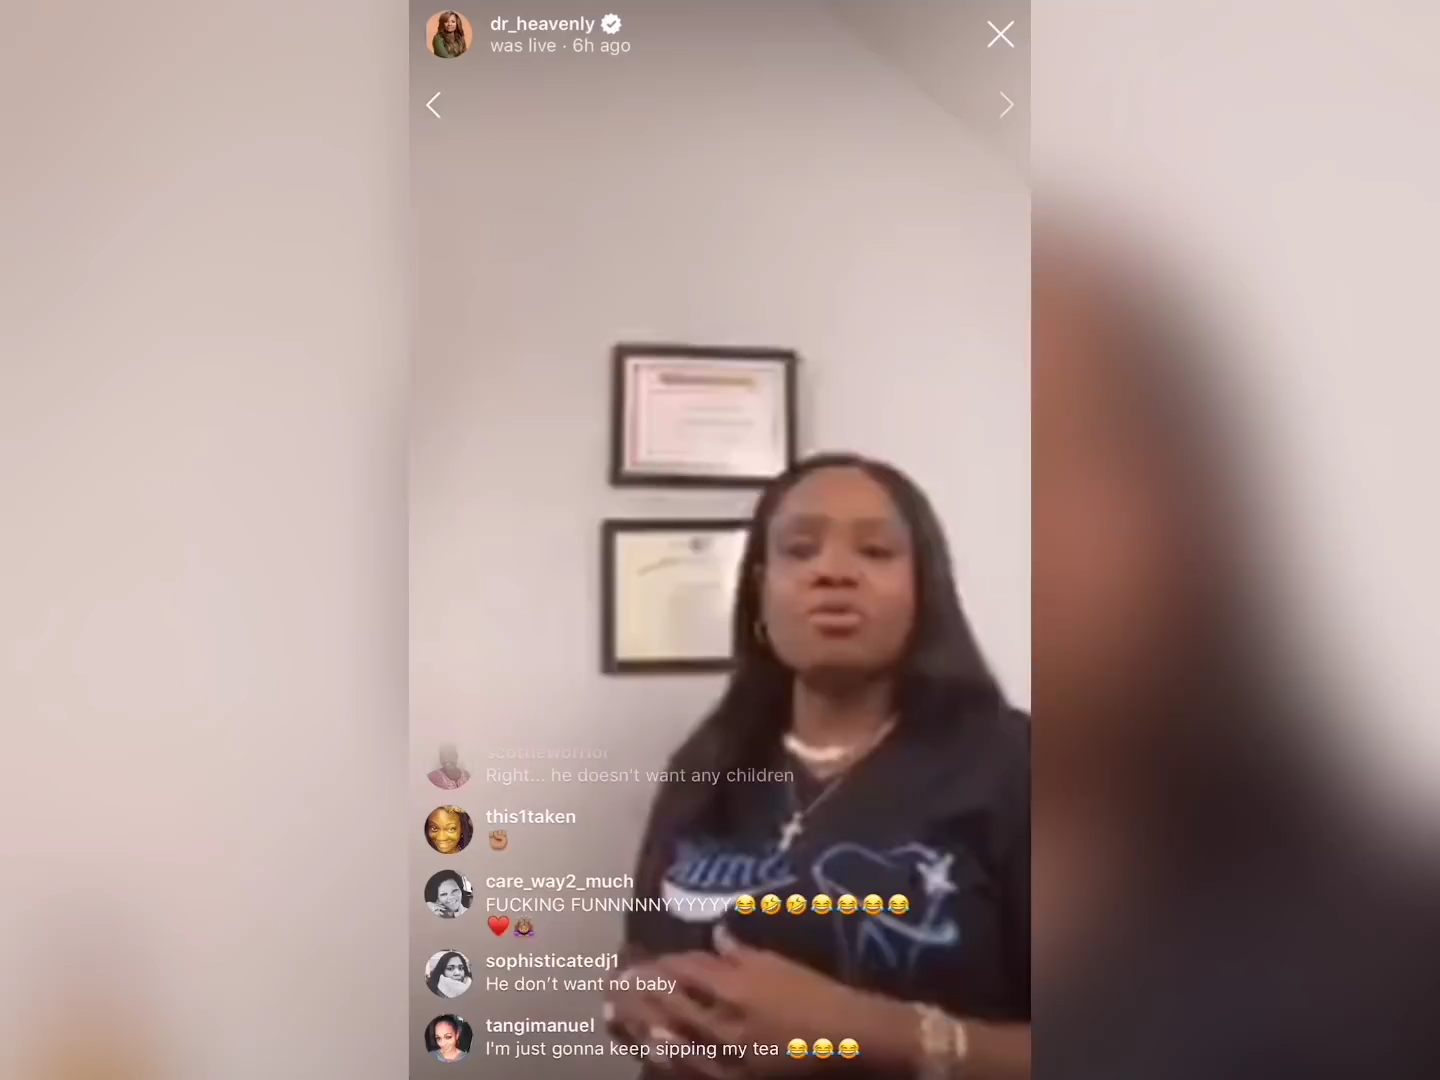 dr_heavenly
was live · 6h ago
Right... he doesn't want any children
this1taken
✊🏽
care_way2_much
FUCKING FUNNNNNYYYYYY😂🤣🤣😂😂😂😂
❤️🙇🏽‍♀️
sophisticatedj1
He don't want no baby
tangimanuel
I'm just gonna keep sipping my tea 😂😂😂